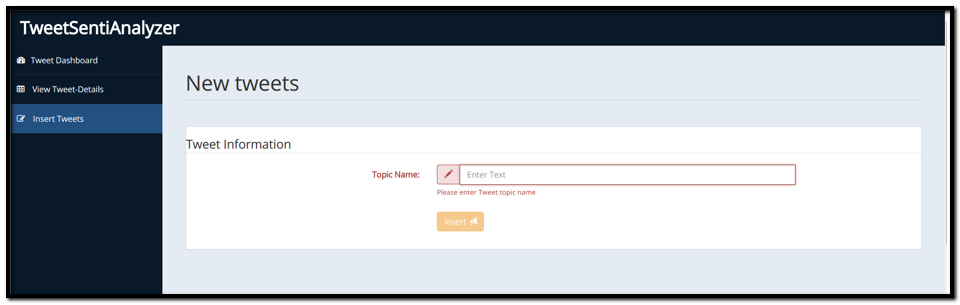 TweetSentiAnalyzer
Tweet Dashboard
View Tweet-Details
Insert Tweets
New tweets
Tweet Information
Topic Name: Enter Text
Please enter Tweet topic name
Insert